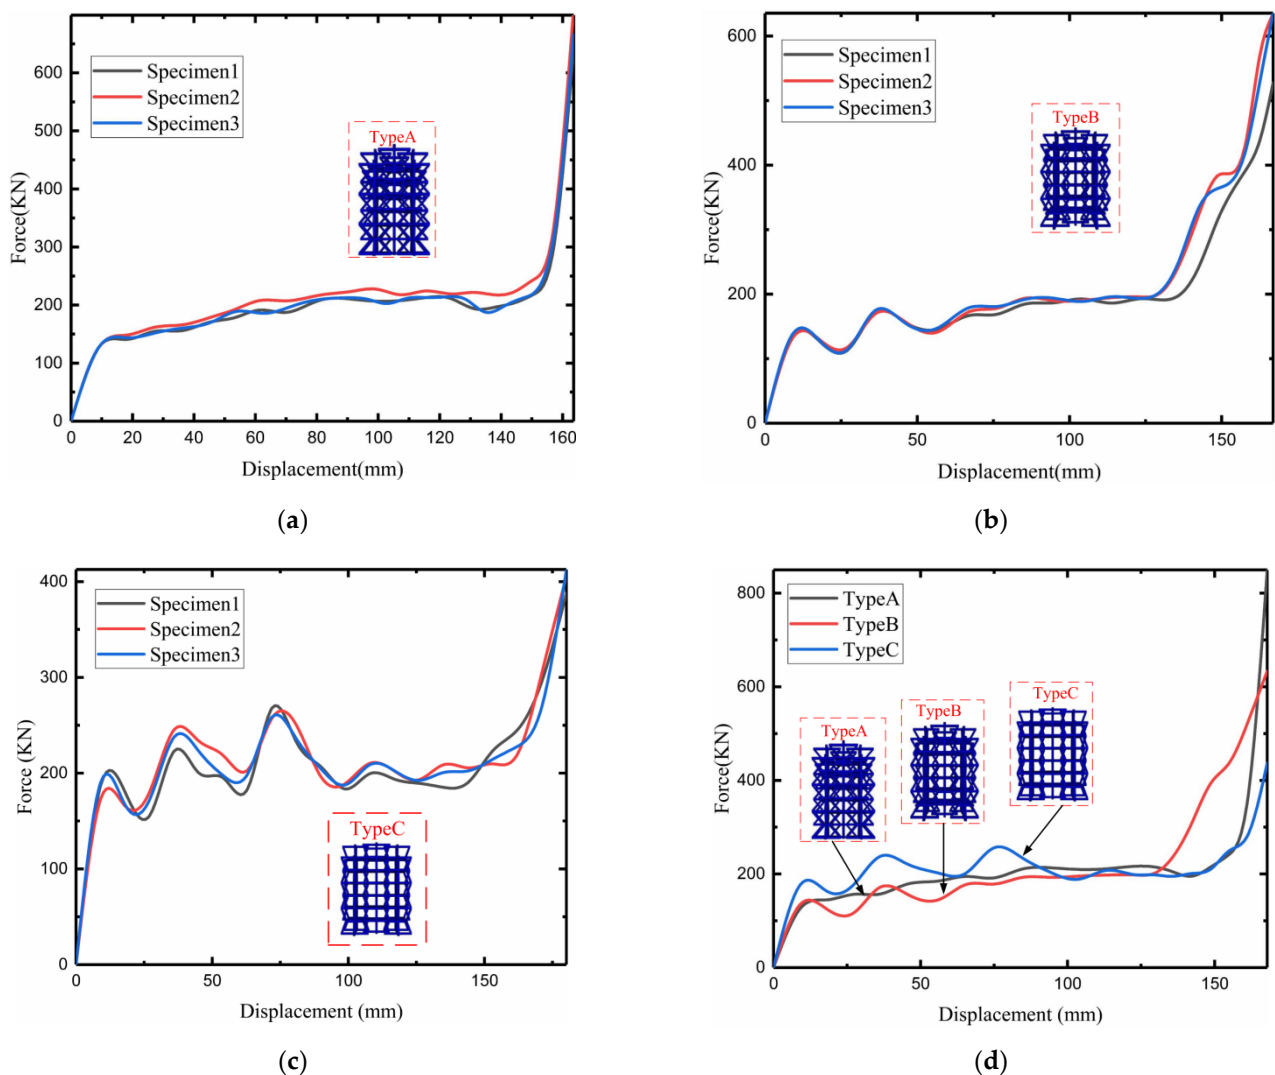 Specimen1
Specimen2
Specimen3
TypeA
Force(KN)
600
500
400
300
200
100
0
0 20 40 60 80 100 120 140 160
Displacement(mm)
(a)
Specimen1
Specimen2
Specimen3
TypeB
Force(KN)
600
400
200
0
0 50 100 150
Displacement(mm)
(b)
Specimen1
Specimen2
Specimen3
TypeC
Force (KN)
400
300
200
100
0
0 50 100 150
Displacement (mm)
(c)
TypeA
TypeB
TypeC
TypeA
TypeB
TypeC
Force (KN)
800
600
400
200
0
0 50 100 150
Displacement (mm)
(d)